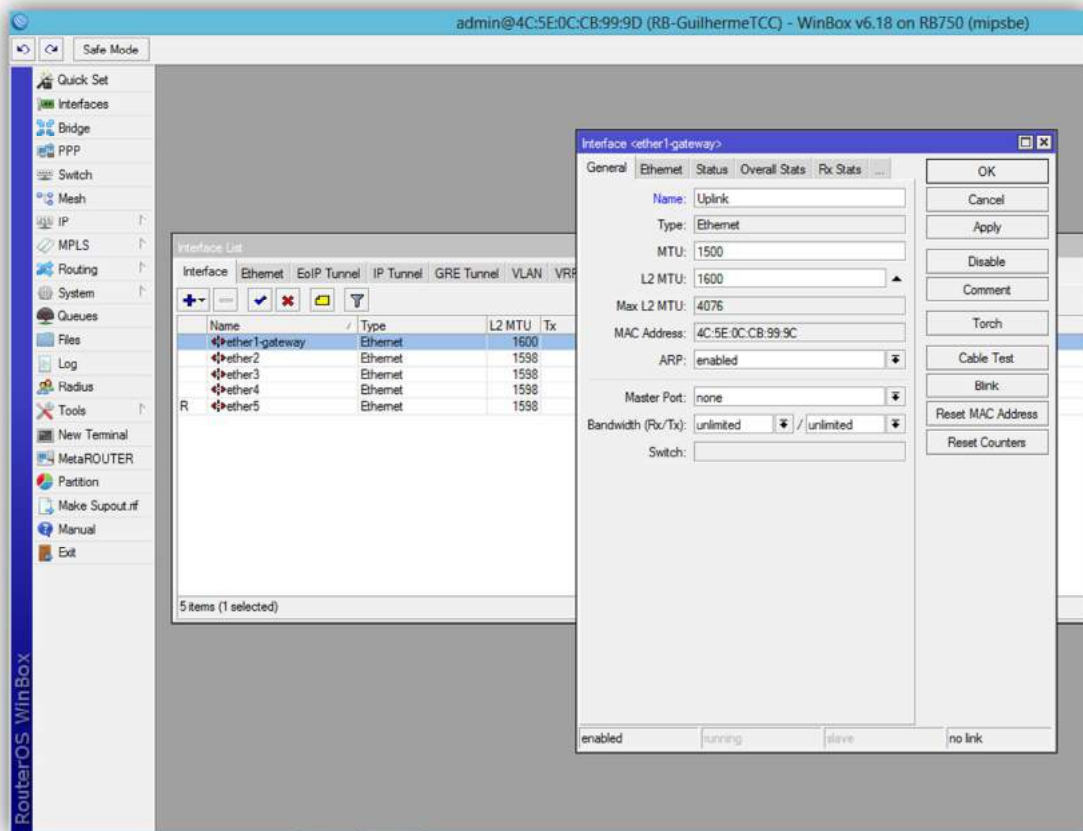 admin@4C:5E:0C:CB:99:9D (RB-GuilhermeTCC) - WinBox v6.18 on RB750 (mipsbe)
Safe Mode
Quick Set
Interfaces
Bridge
PPP
Switch
Mesh
IP
MPLS
Routing
System
Queues
Files
Log
Radius
Tools
New Terminal
MetaROUTER
Partition
Make Supout.rif
Manual
Exit
RouterOS WinBox
Interface List
Interface Ethernet EoIP Tunnel IP Tunnel GRE Tunnel VLAN VRR
Name / Type L2 MTU Tx
ether1-gateway Ethernet 1600
ether2 Ethernet 1598
ether3 Ethernet 1598
ether4 Ethernet 1598
R ether5 Ethernet 1598
5 items (1 selected)
Interface <ether1-gateway>
General Ethernet Status Overall Stats Rx Stats ...
Name: Uplink
Type: Ethernet
MTU: 1500
L2 MTU: 1600
Max L2 MTU: 4076
MAC Address: 4C:5E:0C:CB:99:9C
ARP: enabled
Master Port: none
Bandwidth (Rx/Tx): unlimited / unlimited
Switch:
OK
Cancel
Apply
Disable
Comment
Torch
Cable Test
Blink
Reset MAC Address
Reset Counters
enabled running slave no link